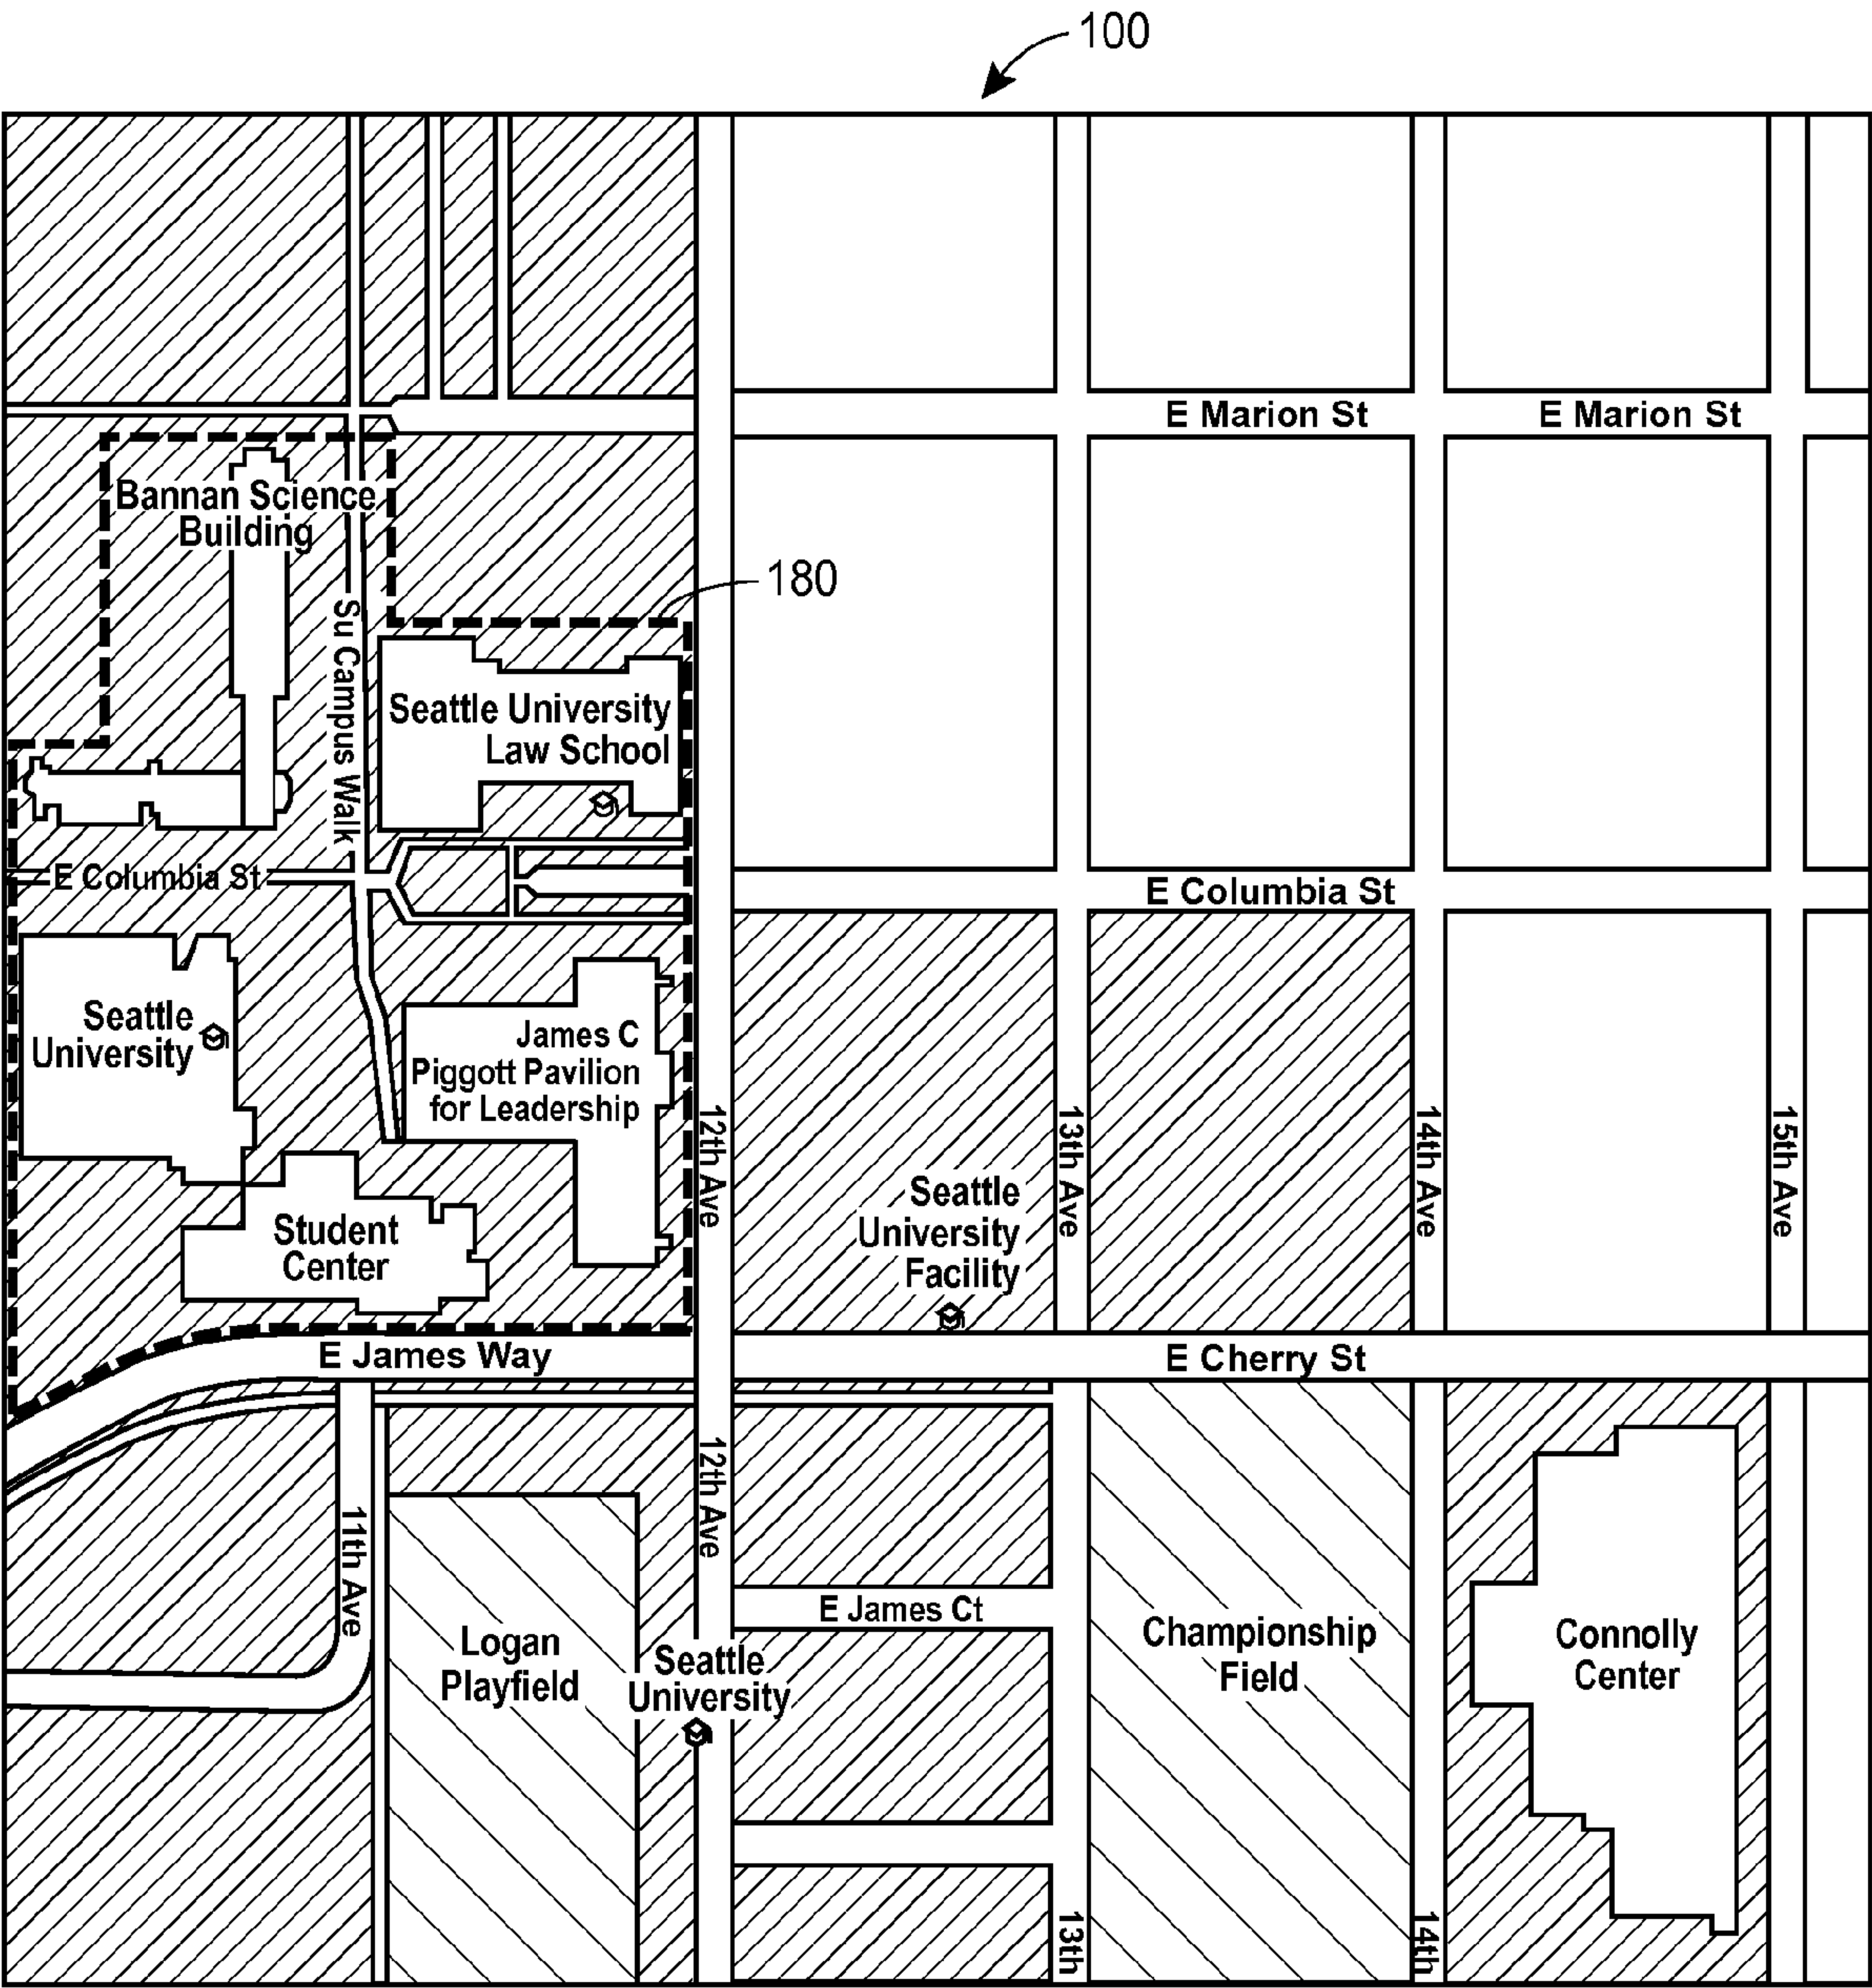 100
E Marion St
E Marion St
Bannan Science
Building
180
Su Campus Walk
Seattle University
Law School
E Columbia St
E Columbia St
Seattle
University
James C
Piggott Pavilion
for Leadership
12th Ave
13th Ave
14th Ave
15th Ave
Seattle
University
Facility
Student
Center
E James Way
E Cherry St
12th Ave
11th Ave
E James Ct
Logan
Playfield
Seattle
University
Championship
Field
Connolly
Center
13th
14th